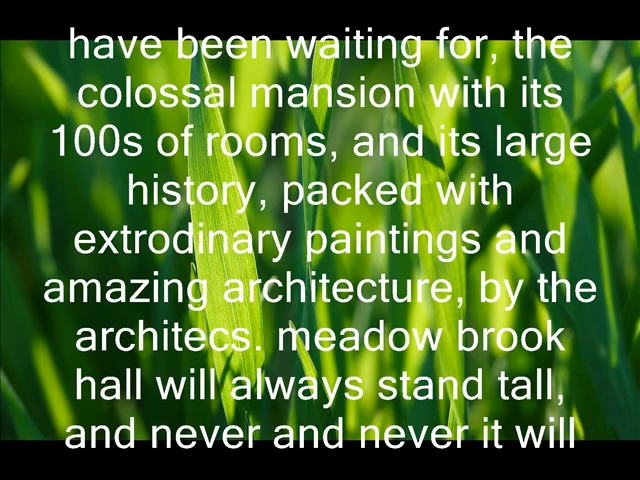 have been waiting for, the
colossal mansion with its
100s of rooms, and its large
history, packed with
extrodinary paintings and
amazing architecture, by the
architecs. meadow brook
hall will always stand tall,
and never and never it will